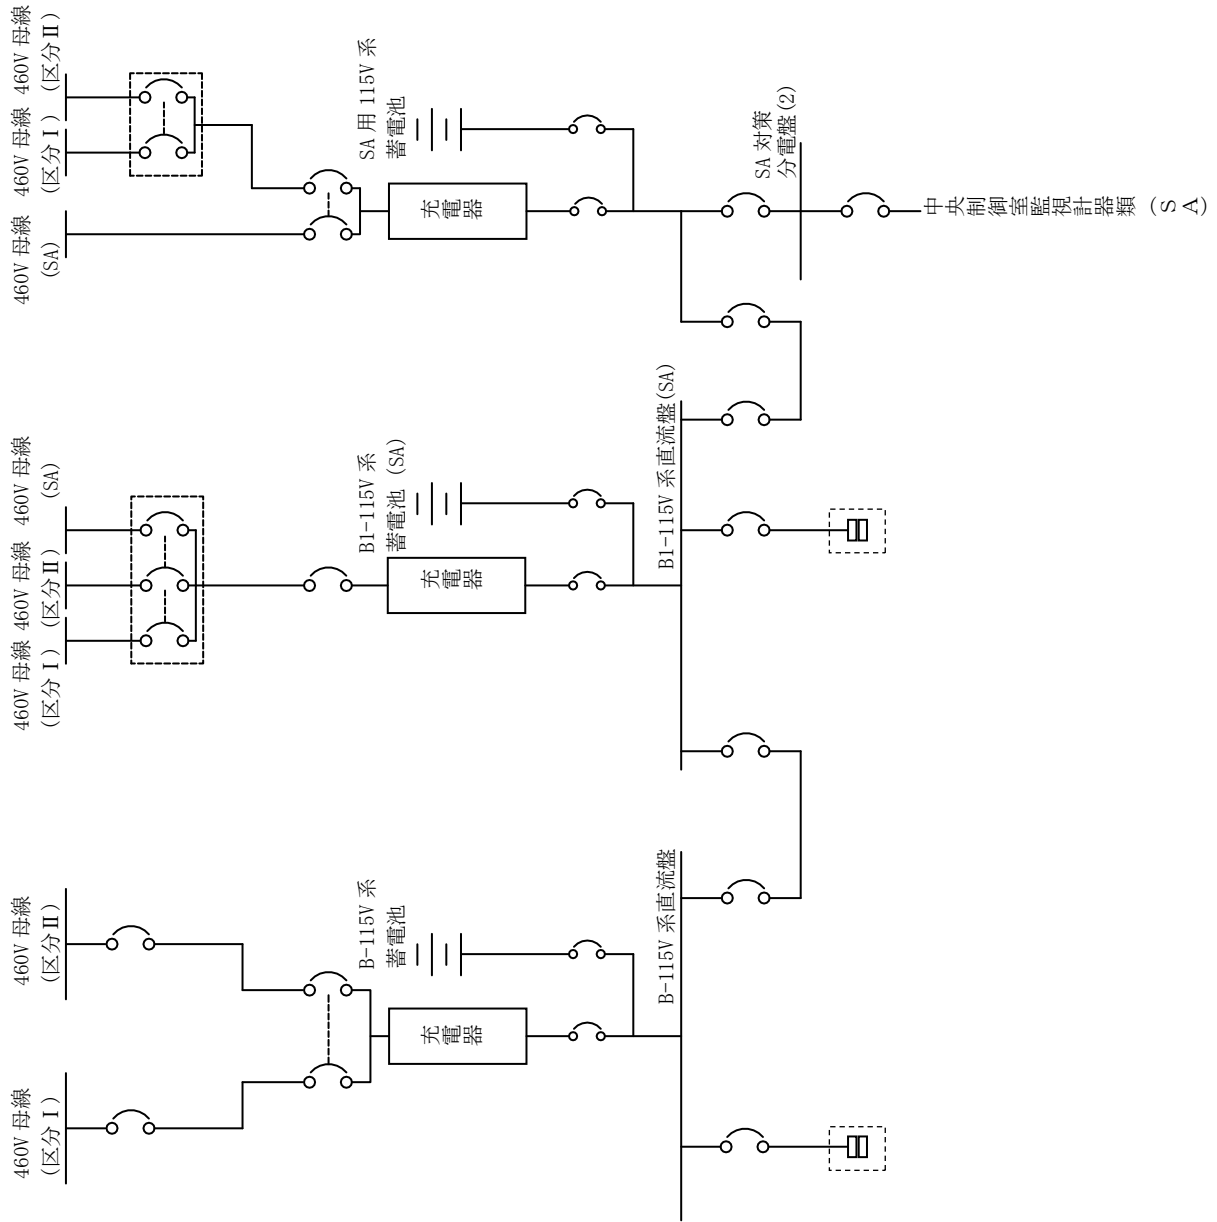 460V 母線
(区分Ⅰ)
460V 母線
(区分Ⅱ)
B-115V 系
蓄電池
充電器
B-115V 系直流盤
460V 母線
(区分Ⅰ)
460V 母線
(区分Ⅱ)
460V 母線
(SA)
B1-115V 系
蓄電池 (SA)
充電器
B1-115V 系直流盤(SA)
460V 母線
(SA)
460V 母線
(区分Ⅰ)
460V 母線
(区分Ⅱ)
SA 用 115V 系
蓄電池
充電器
SA 対策
分電盤(2)
中央制御室監視計器類(SA)